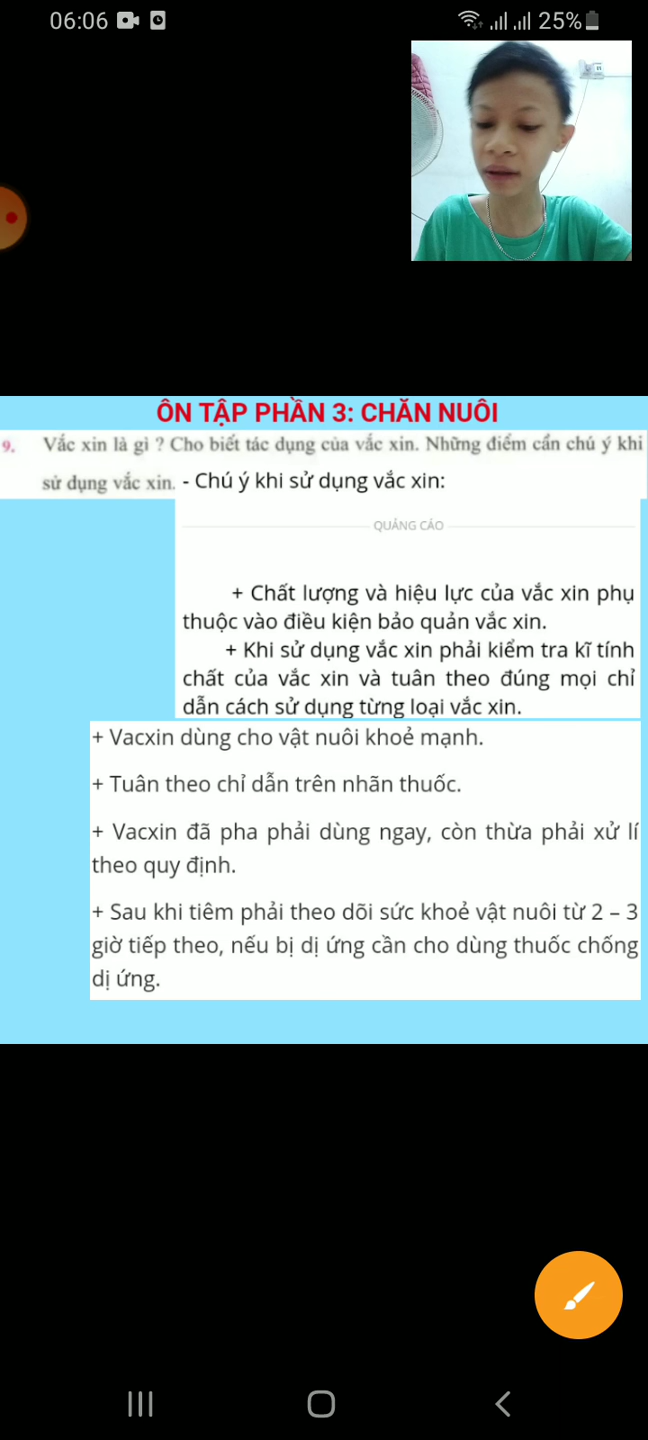 06:06 25%
ÔN TẬP PHẦN 3: CHĂN NUÔI
9. Vắc xin là gì ? Cho biết tác dụng của vắc xin. Những điểm cần chú ý khi
sử dụng vắc xin. - Chú ý khi sử dụng vắc xin:
QUẢNG CÁO
+ Chất lượng và hiệu lực của vắc xin phụ
thuộc vào điều kiện bảo quản vắc xin.
+ Khi sử dụng vắc xin phải kiểm tra kĩ tính
chất của vắc xin và tuân theo đúng mọi chỉ
dẫn cách sử dụng từng loại vắc xin.
+ Vacxin dùng cho vật nuôi khoẻ mạnh.
+ Tuân theo chỉ dẫn trên nhãn thuốc.
+ Vacxin đã pha phải dùng ngay, còn thừa phải xử lí
theo quy định.
+ Sau khi tiêm phải theo dõi sức khoẻ vật nuôi từ 2 – 3
giờ tiếp theo, nếu bị dị ứng cần cho dùng thuốc chống
dị ứng.